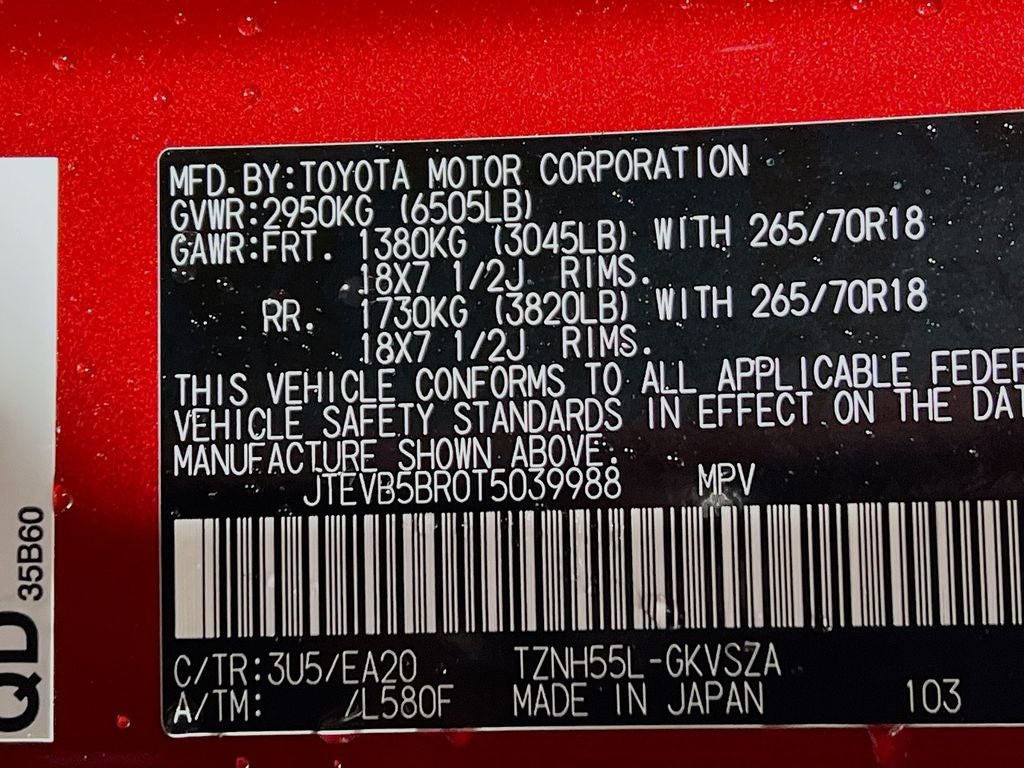 MFD.BY:TOYOTA MOTOR CORPORATION
GVWR:2950KG (6505LB)
GAWR:FRT. 1380KG (3045LB) WITH 265/70R18
18X7 1/2J RIMS.
RR. 1730KG (3820LB) WITH 265/70R18
18X7 1/2J RIMS.
THIS VEHICLE CONFORMS TO ALL APPLICABLE FEDER
VEHICLE SAFETY STANDARDS IN EFFECT ON THE DAT
MANUFACTURE SHOWN ABOVE.
JTEVB5BR0T5039988 MPV
C/TR:3U5/EA20 TZNH55L-GKVSZA
A/TM: /L580F MADE IN JAPAN 103
QD
35B60